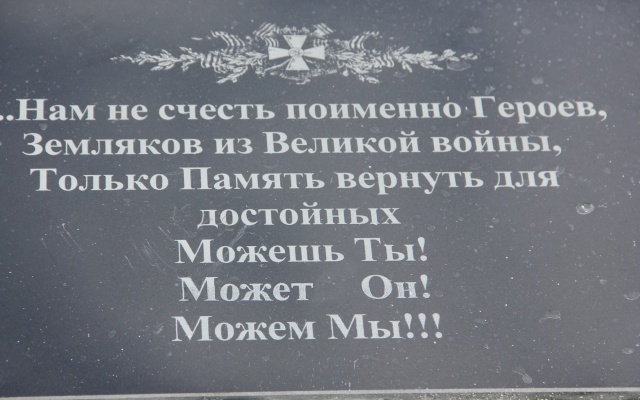 ...Нам не счесть поименно Героев,
Земляков из Великой войны,
Только Память вернуть для
достойных
Можешь Ты!
Может Он!
Можем Мы!!!